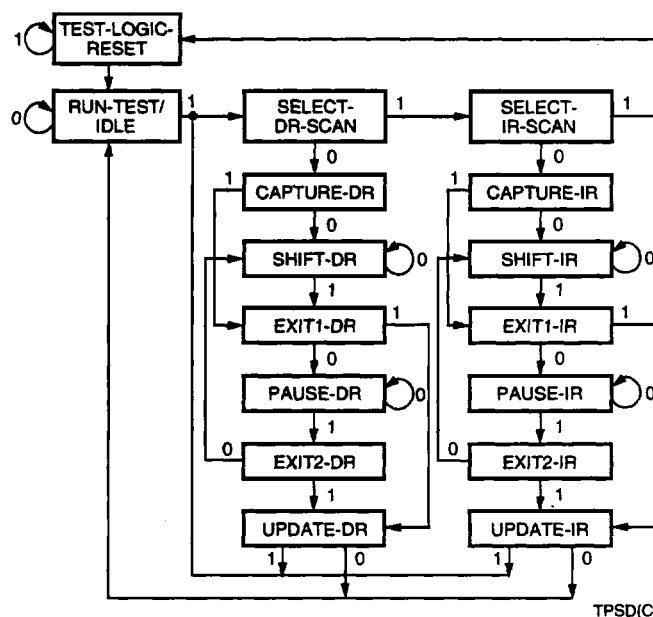 TEST-LOGIC-
RESET
1
RUN-TEST/
IDLE
0
1
SELECT-
DR-SCAN
1
SELECT-
IR-SCAN
1
0
0
1
CAPTURE-DR
1
CAPTURE-IR
0
0
SHIFT-DR
0
SHIFT-IR
0
1
1
EXIT1-DR
1
EXIT1-IR
1
0
0
PAUSE-DR
0
PAUSE-IR
0
1
1
0
EXIT2-DR
0
EXIT2-IR
1
1
UPDATE-DR
UPDATE-IR
1
0
1
0
TPSD(C